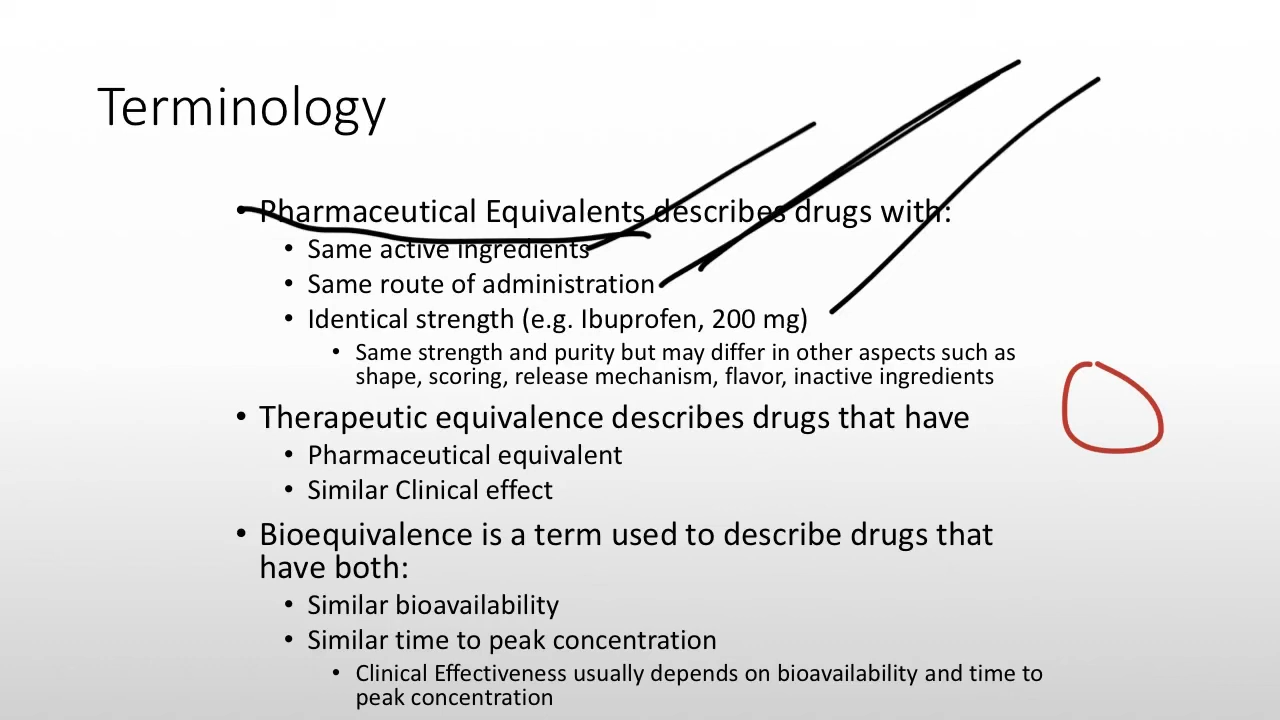 Terminology
• Pharmaceutical Equivalents describes drugs with:
• Same active ingredients
• Same route of administration
• Identical strength (e.g. Ibuprofen, 200 mg)
• Same strength and purity but may differ in other aspects such as
shape, scoring, release mechanism, flavor, inactive ingredients
• Therapeutic equivalence describes drugs that have
• Pharmaceutical equivalent
• Similar Clinical effect
• Bioequivalence is a term used to describe drugs that
have both:
• Similar bioavailability
• Similar time to peak concentration
• Clinical Effectiveness usually depends on bioavailability and time to
peak concentration